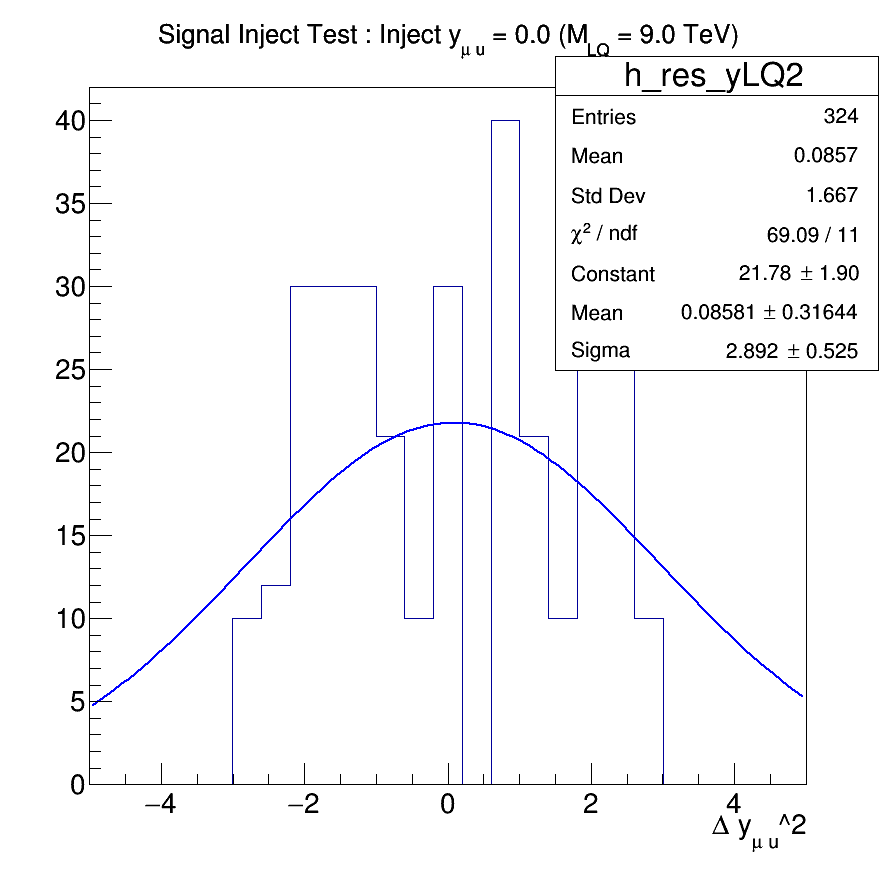 Signal Inject Test : Inject y_μ u = 0.0 (M_LQ = 9.0 TeV)
h_res_yLQ2
Entries 324
Mean 0.0857
Std Dev 1.667
χ² / ndf 69.09 / 11
Constant 21.78 ± 1.90
Mean 0.08581 ± 0.31644
Sigma 2.892 ± 0.525
40
35
30
25
20
15
10
5
0
−4 −2 0 2 4
Δ y_μ u^2